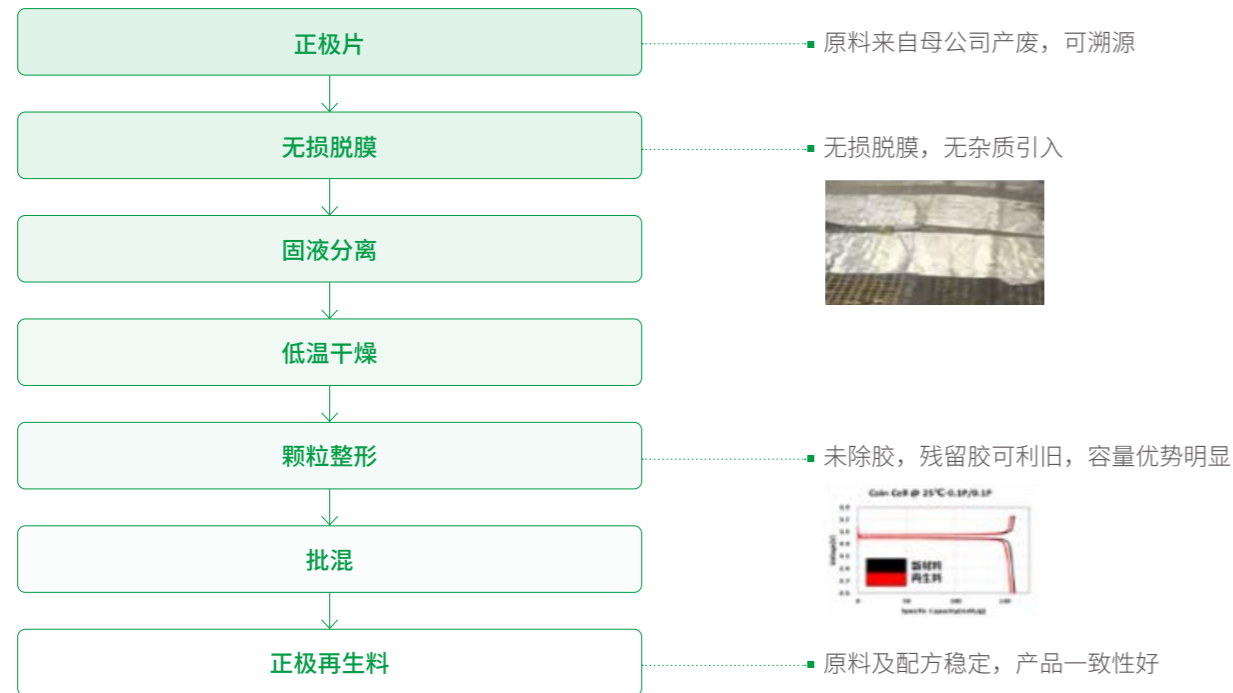 正极片
原料来自母公司产废，可溯源
无损脱膜
无损脱膜，无杂质引入
固液分离
低温干燥
颗粒整形
未除胶，残留胶可利旧，容量优势明显
Coin Cell @ 25℃-0.1P/0.1P
新材料
再生料
0
50
100
批混
正极再生料
原料及配方稳定，产品一致性好